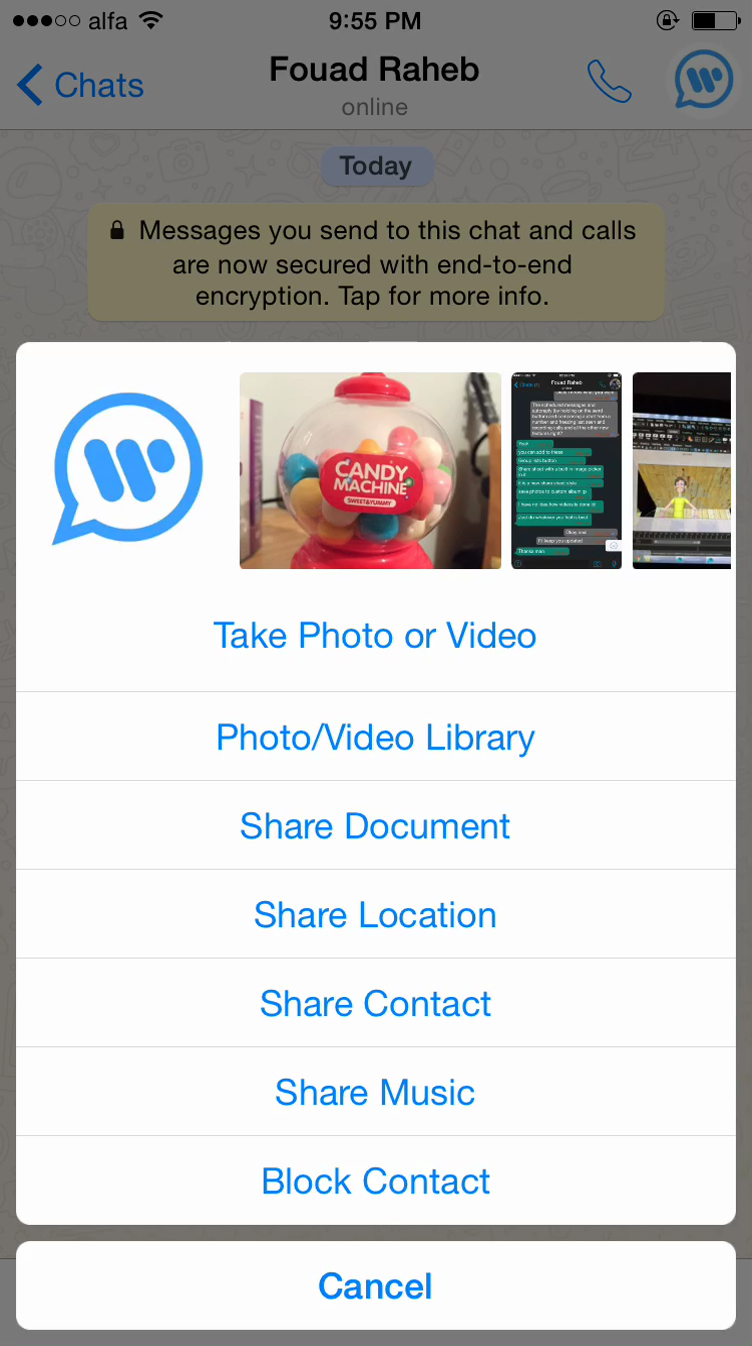 alfa
9:55 PM
Chats
Fouad Raheb
online
Today
Messages you send to this chat and calls
are now secured with end-to-end
encryption. Tap for more info.
CANDY
MACHINE
SWEET&YUMMY
Fouad Raheb
Thanks man
Take Photo or Video
Photo/Video Library
Share Document
Share Location
Share Contact
Share Music
Block Contact
Cancel